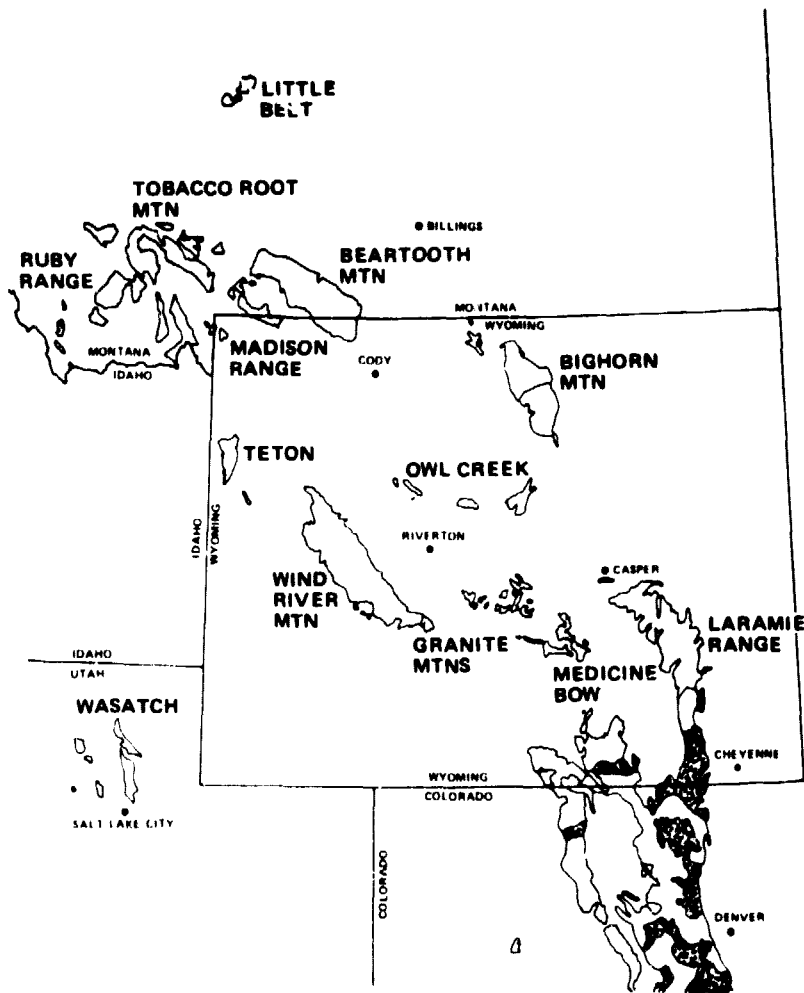 LITTLE
BELT
TOBACCO ROOT
MTN
BILLINGS
RUBY
RANGE
BEARTOOTH
MTN
MONTANA
WYOMING
MONTANA
IDAHO
MADISON
RANGE
CODY
BIGHORN
MTN
TETON
OWL CREEK
IDAHO
WYOMING
RIVERTON
CASPER
WIND
RIVER
MTN
GRANITE
MTNS
LARAMIE
RANGE
MEDICINE
BOW
IDAHO
UTAH
WASATCH
CHEYENNE
WYOMING
COLORADO
SALT LAKE CITY
COLORADO
DENVER